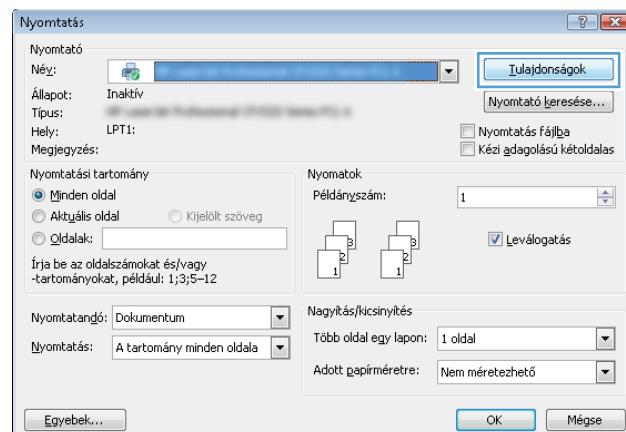 Nyomtatás
Nyomtató
Név:
Tulajdonságok
Állapot: Inaktív
Nyomtató keresése...
Típus:
Hely: LPT1:
Nyomtatás fájlba
Megjegyzés:
Kézi adagolású kétoldalas
Nyomtatási tartomány
Minden oldal
Aktuális oldal Kijelölt szöveg
Oldalak:
Írja be az oldalszámokat és/vagy
-tartományokat, például: 1;3;5–12
Nyomatok
Példányszám: 1
3 3
2 2
1 1
Leválogatás
Nyomtatandó: Dokumentum
Nyomtatás: A tartomány minden oldala
Nagyítás/kicsinyítés
Több oldal egy lapon: 1 oldal
Adott papírméretre: Nem méretezhető
Egyebek...
OK Mégse